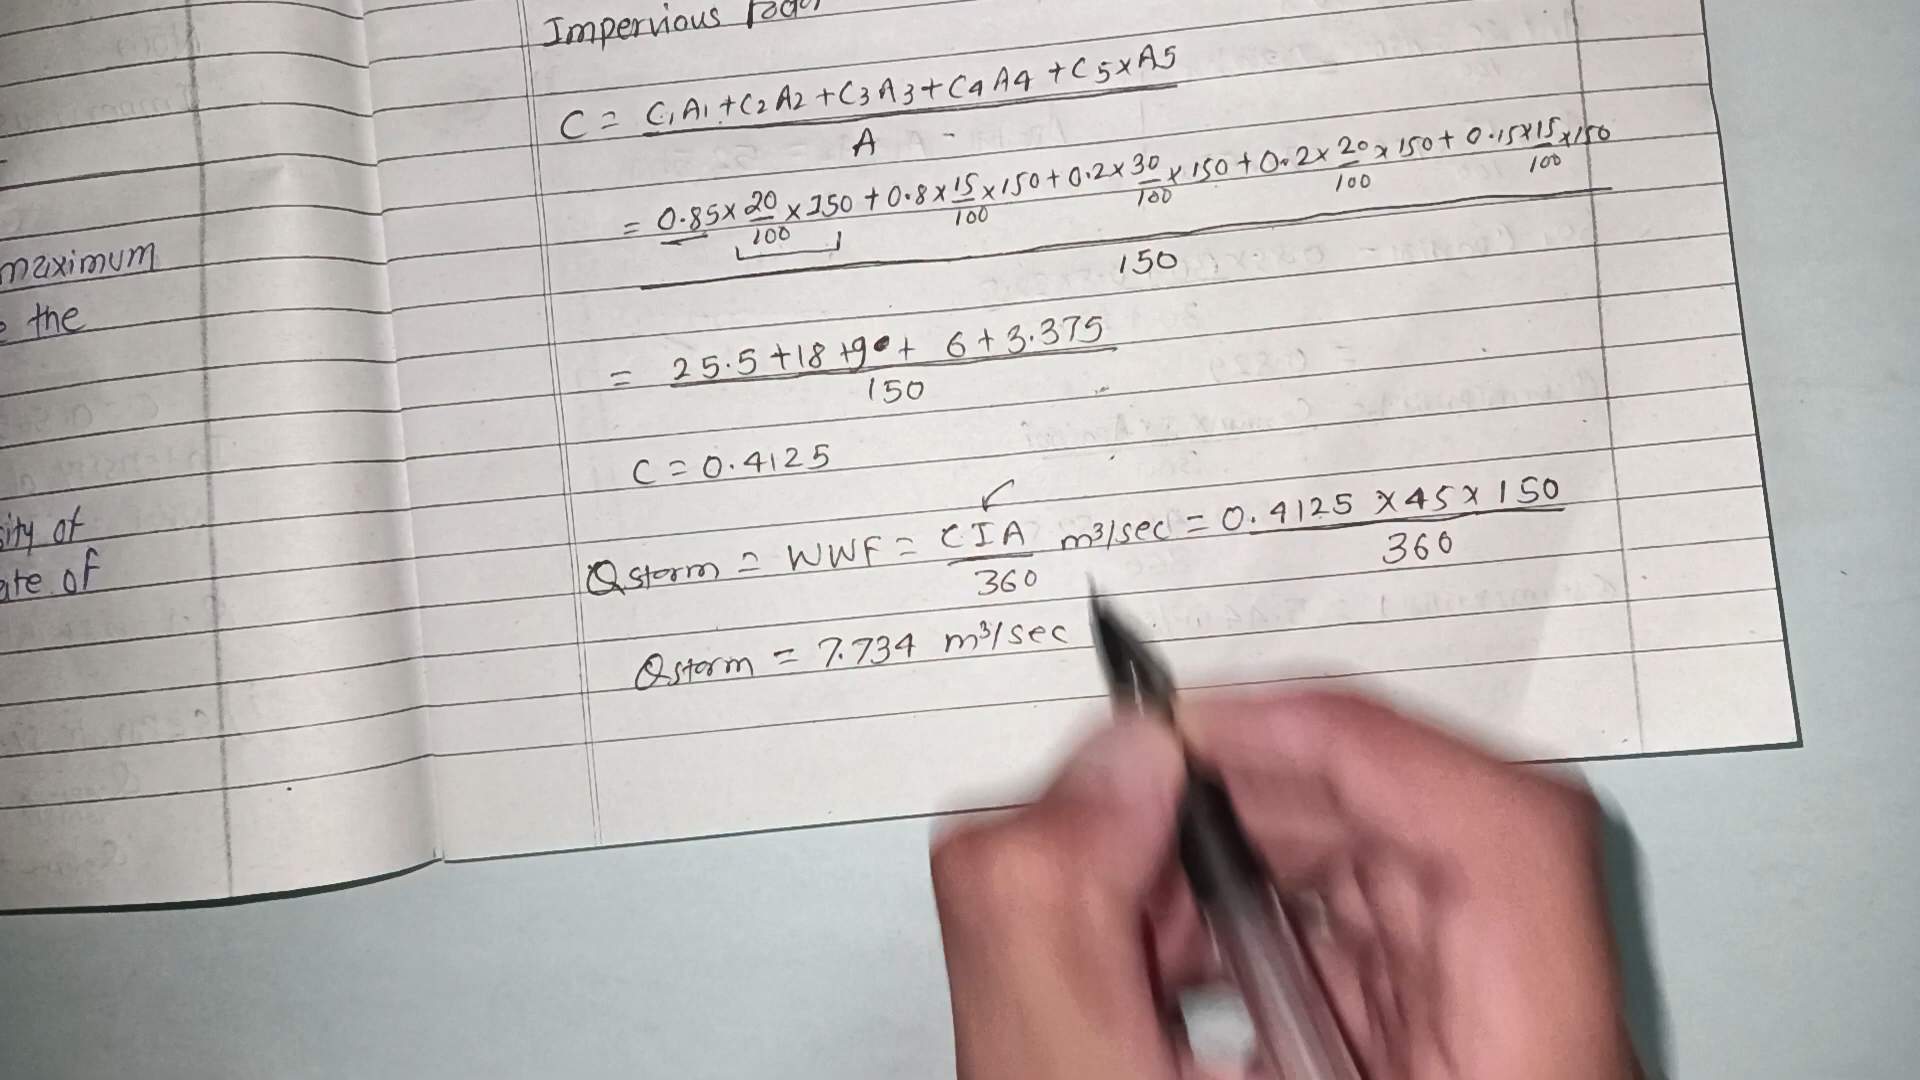 maximum
the
of
of
Impervious
C = C1A1 + C2A2 + C3A3 + C4A4 + C5×A5
A
= 0.85× 20/100 × 150 + 0.8 × 15/100 × 150 + 0.2 × 30/100 × 150 + 0.2 × 20/100 × 150 + 0.15×15/100 ×150
150
= 25.5 + 18 + 9 + 6 + 3.375
150
C = 0.4125
Qstorm = WWF = CIA/360 m³/sec = 0.4125 × 45 × 150/360
Qstorm = 7.734 m³/sec